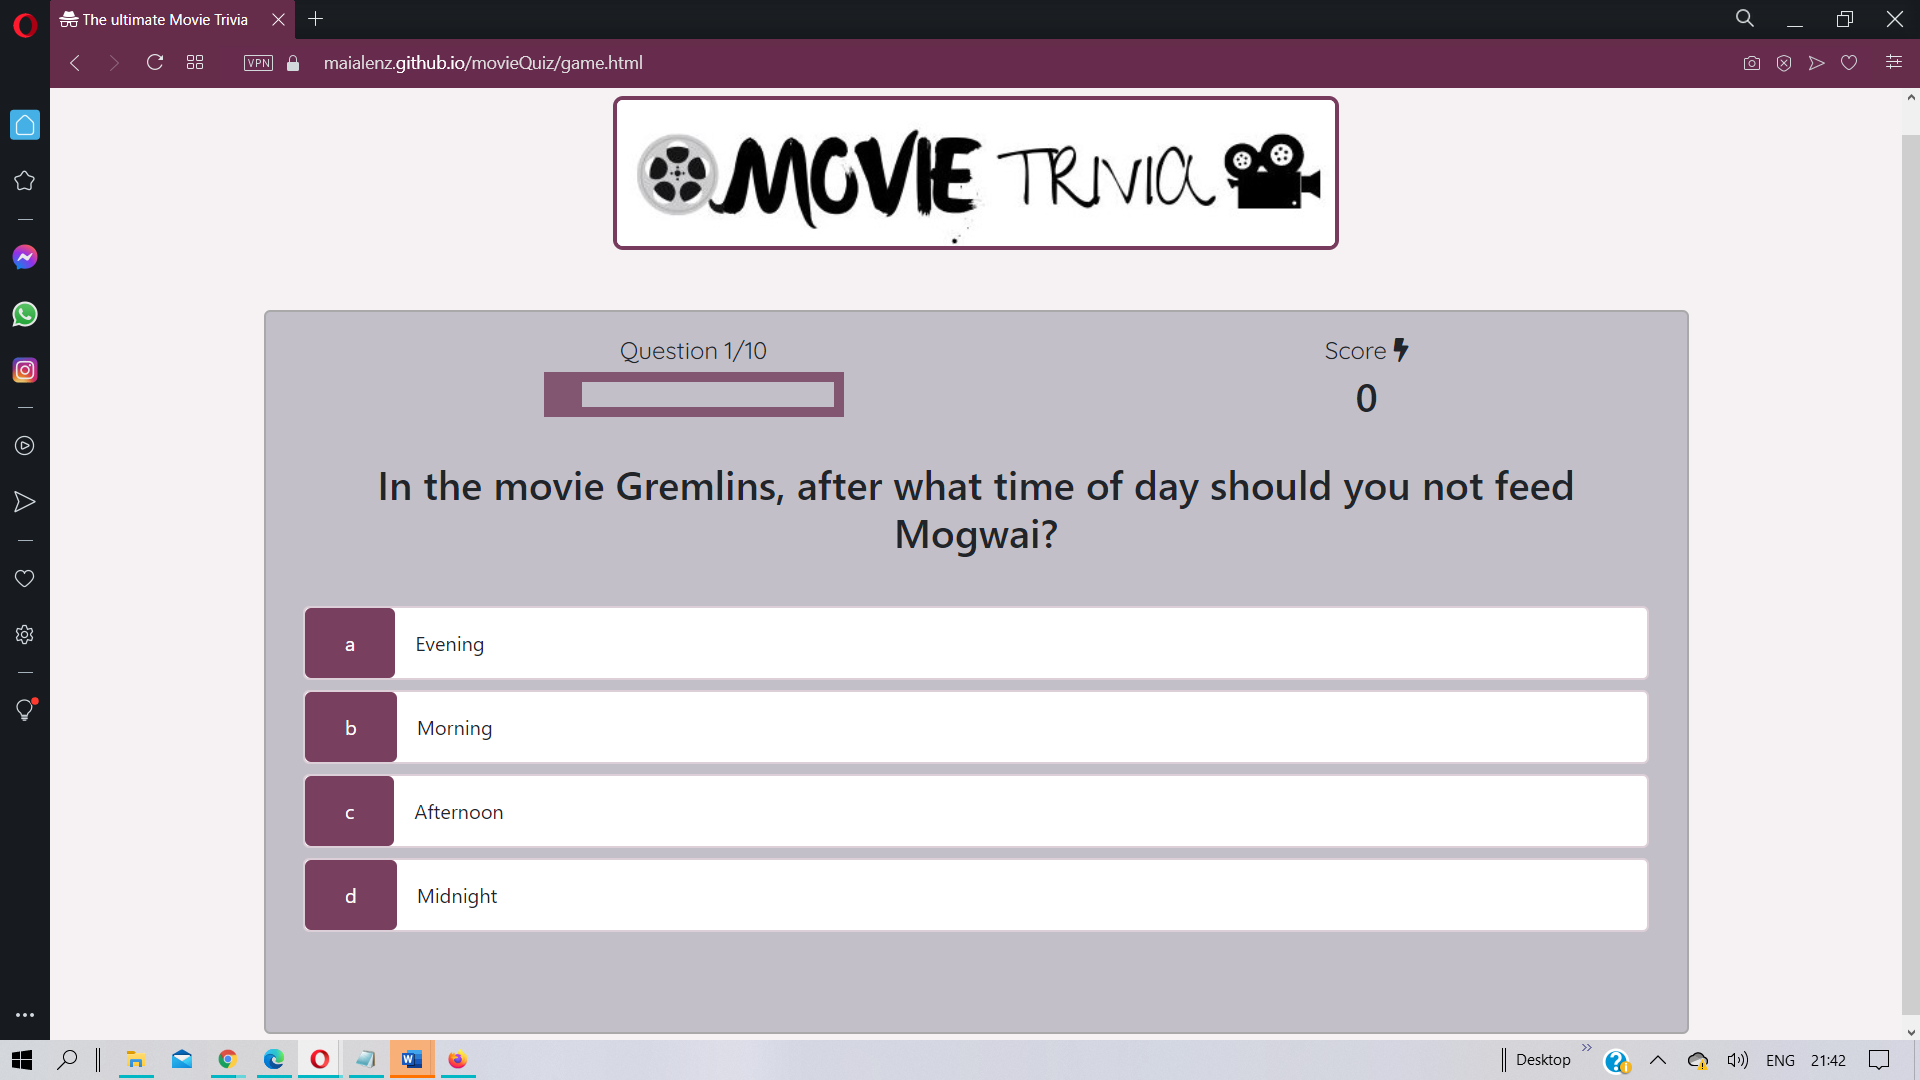 The ultimate Movie Trivia
VPN
maialenz.github.io/movieQuiz/game.html
MOVIE TRIVIA
Question 1/10
Score
0
In the movie Gremlins, after what time of day should you not feed
Mogwai?
a Evening
b Morning
c Afternoon
d Midnight
Desktop
ENG
21:42